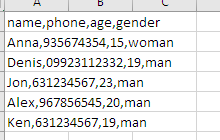 A B C
name,phone,age,gender
Anna,935674354,15,woman
Denis,09923112332,19,man
Jon,631234567,23,man
Alex,967856545,20,man
Ken,631234567,19,man